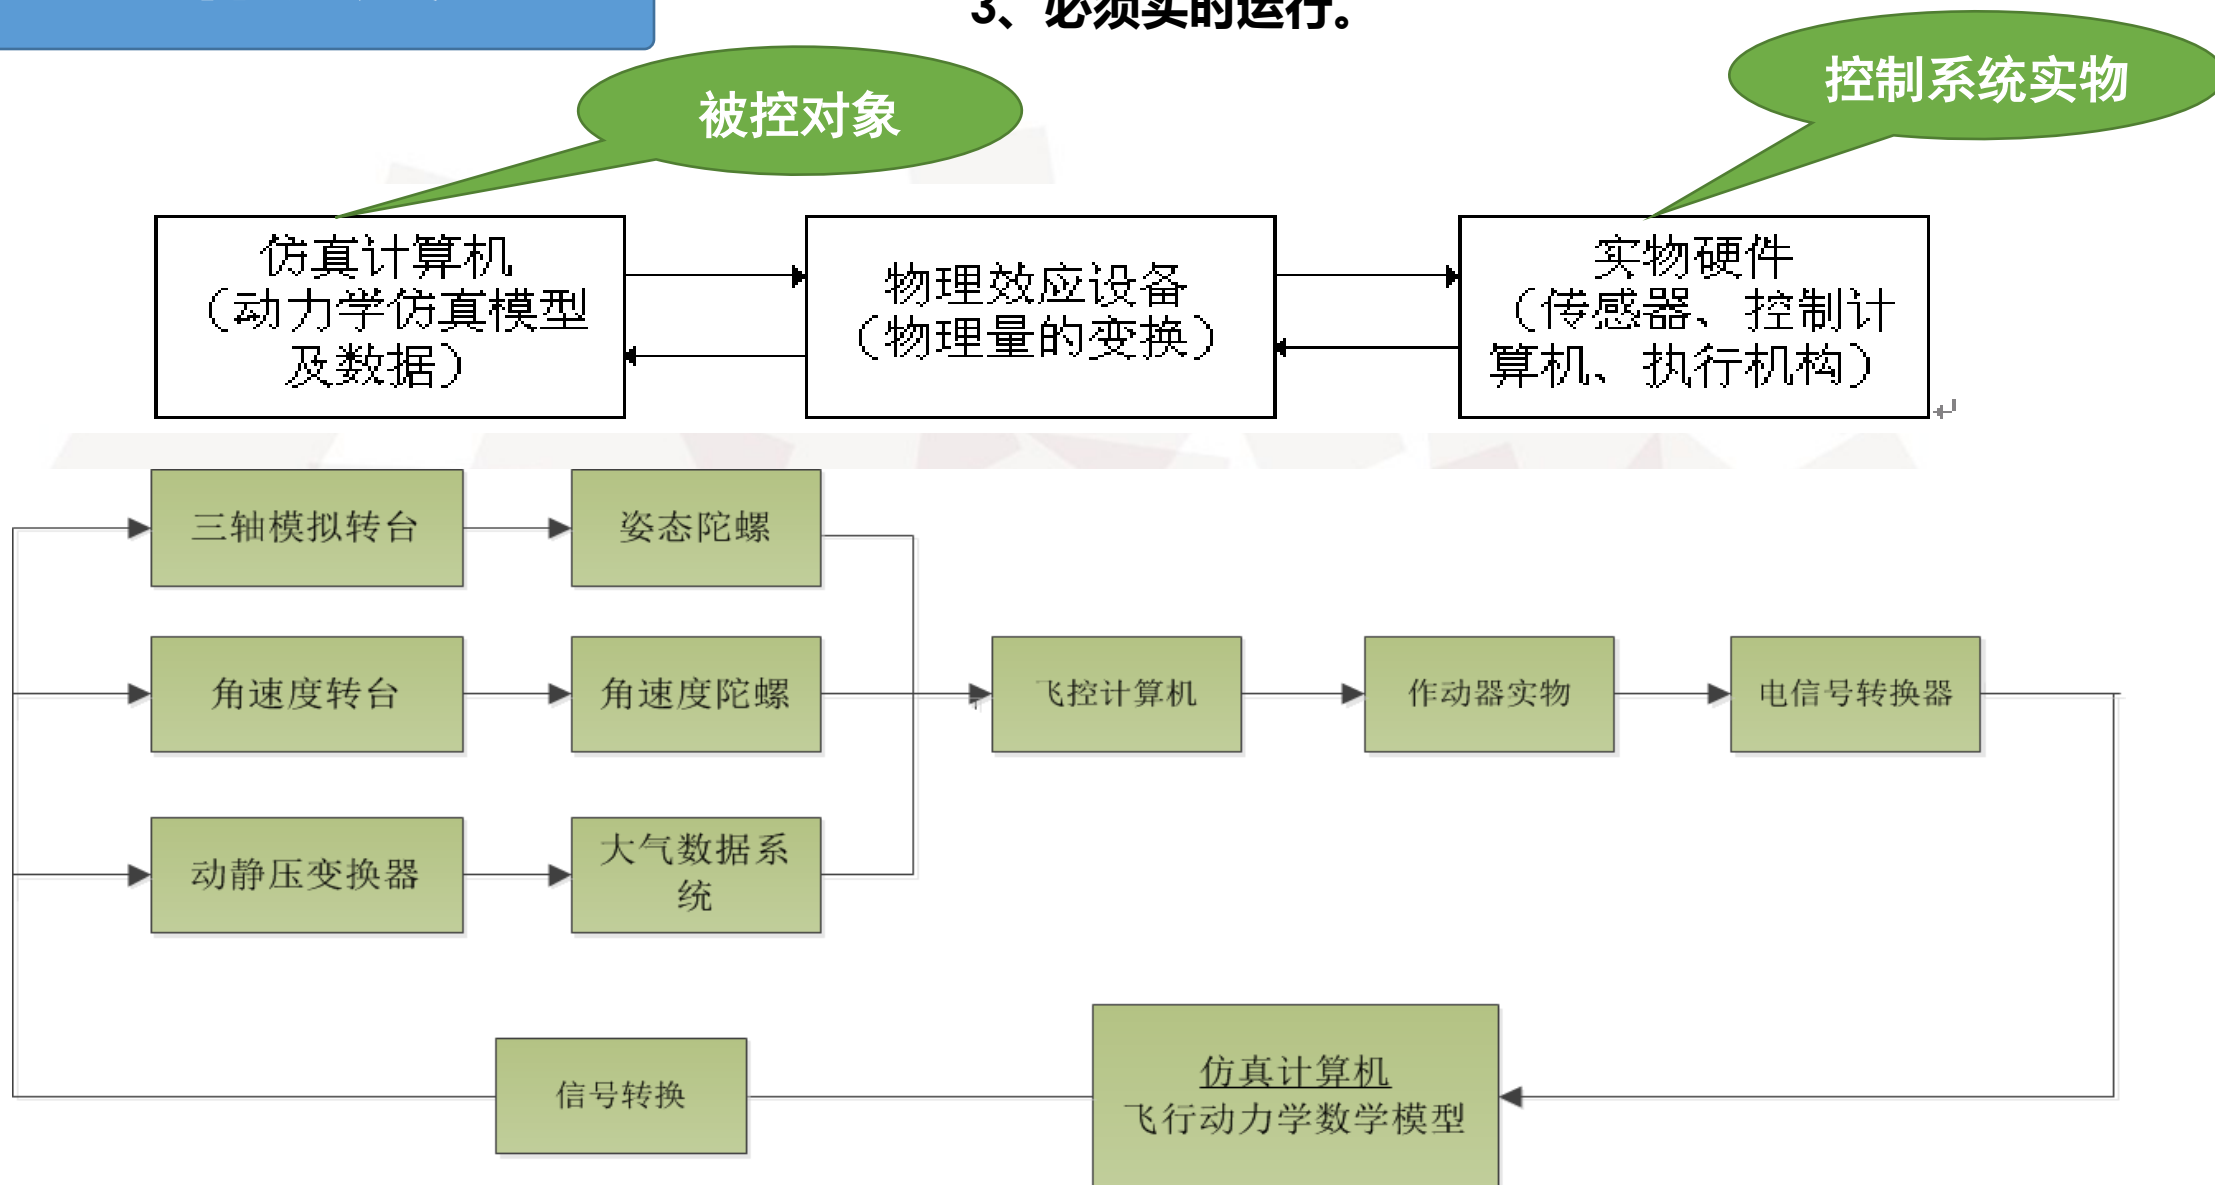 3、必须实的运行。
被控对象
控制系统实物
仿真计算机
（动力学仿真模型
及数据）
物理效应设备
（物理量的变换）
实物硬件
（传感器、控制计
算机、执行机构）
三轴模拟转台
姿态陀螺
角速度转台
角速度陀螺
飞控计算机
作动器实物
电信号转换器
动静压变换器
大气数据系
统
信号转换
仿真计算机
飞行动力学数学模型